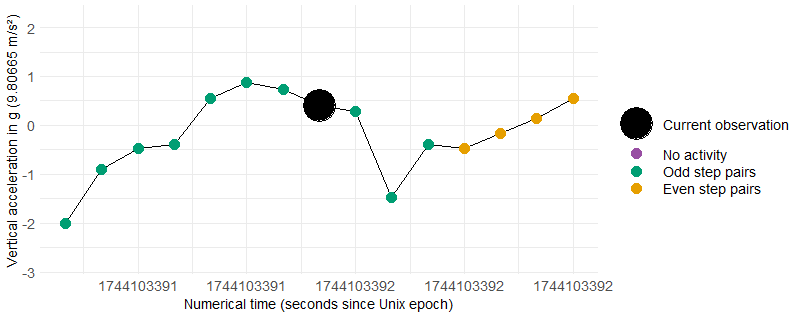 Vertical acceleration in g (9.80665 m/s²)
2
1
0
-1
-2
-3
1744103391
1744103391
1744103392
1744103392
1744103392
Numerical time (seconds since Unix epoch)
Current observation
No activity
Odd step pairs
Even step pairs